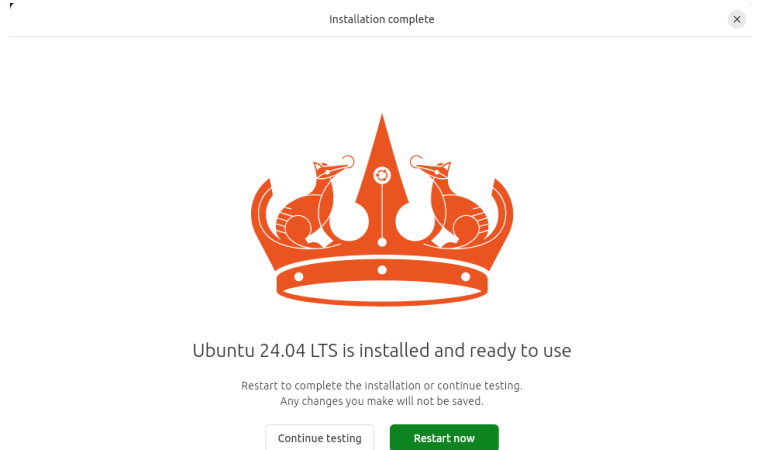 Installation complete
Ubuntu 24.04 LTS is installed and ready to use
Restart to complete the installation or continue testing.
Any changes you make will not be saved.
Continue testing
Restart now